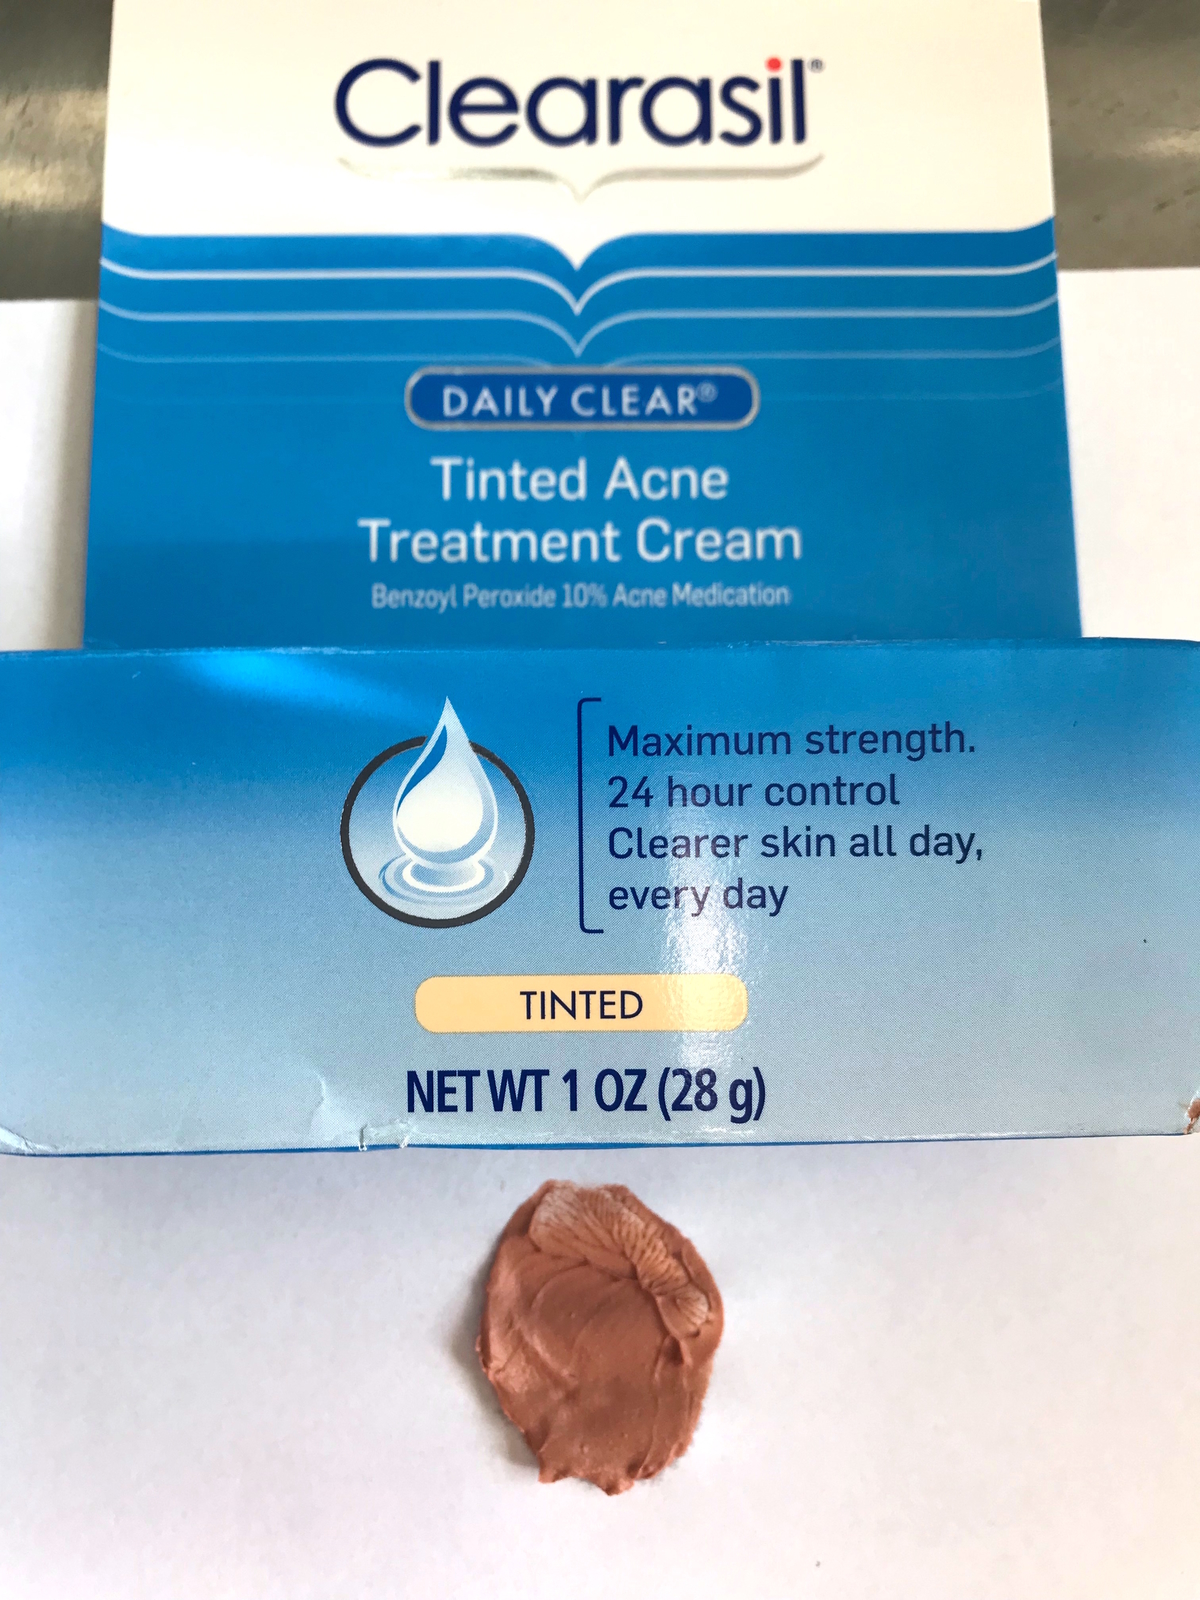 Clearasil®
DAILY CLEAR®
Tinted Acne
Treatment Cream
Benzoyl Peroxide 10% Acne Medication
Maximum strength.
24 hour control
Clearer skin all day,
every day
TINTED
NET WT 1 OZ (28 g)